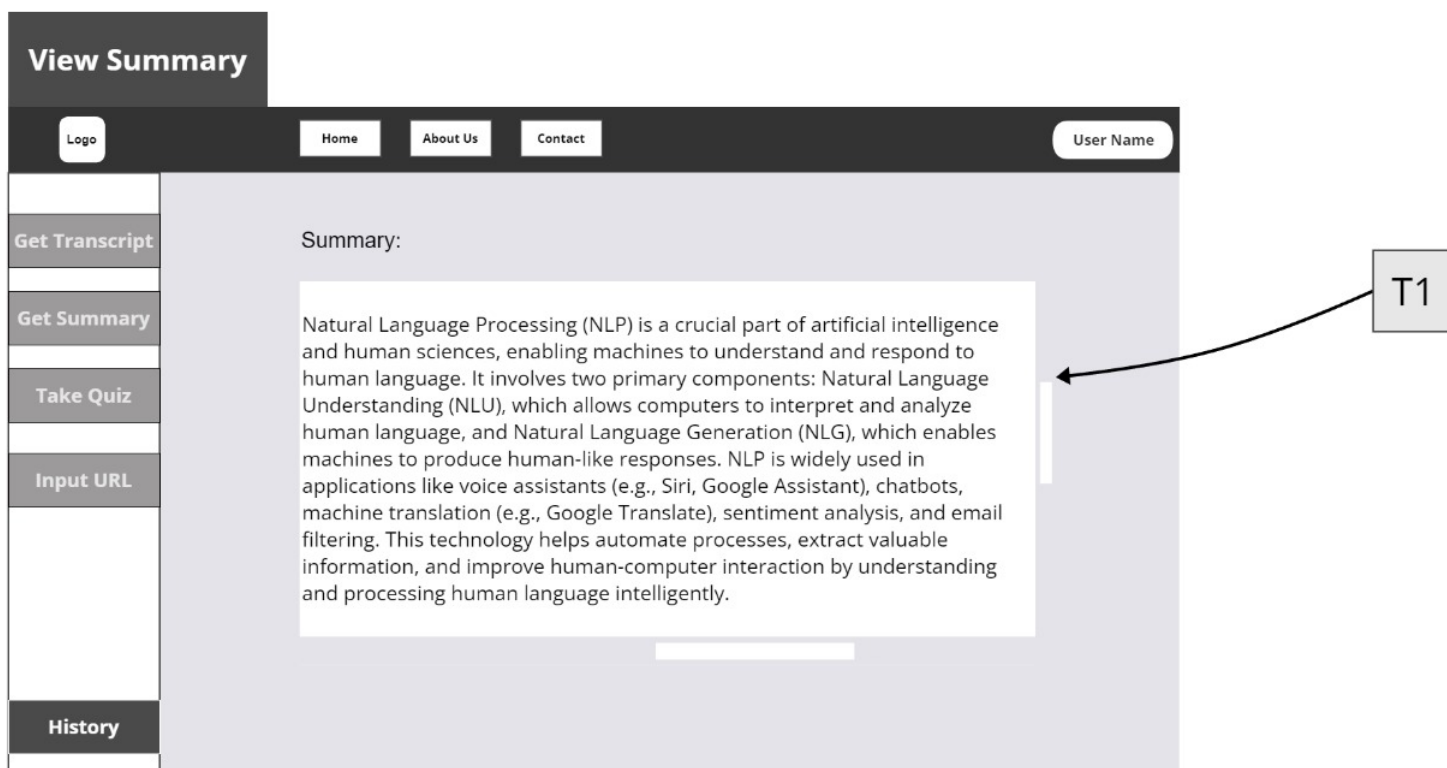 View Summary
Logo
Home
About Us
Contact
User Name
Get Transcript
Get Summary
Take Quiz
Input URL
History
Summary:
Natural Language Processing (NLP) is a crucial part of artificial intelligence
and human sciences, enabling machines to understand and respond to
human language. It involves two primary components: Natural Language
Understanding (NLU), which allows computers to interpret and analyze
human language, and Natural Language Generation (NLG), which enables
machines to produce human-like responses. NLP is widely used in
applications like voice assistants (e.g., Siri, Google Assistant), chatbots,
machine translation (e.g., Google Translate), sentiment analysis, and email
filtering. This technology helps automate processes, extract valuable
information, and improve human-computer interaction by understanding
and processing human language intelligently.
T1